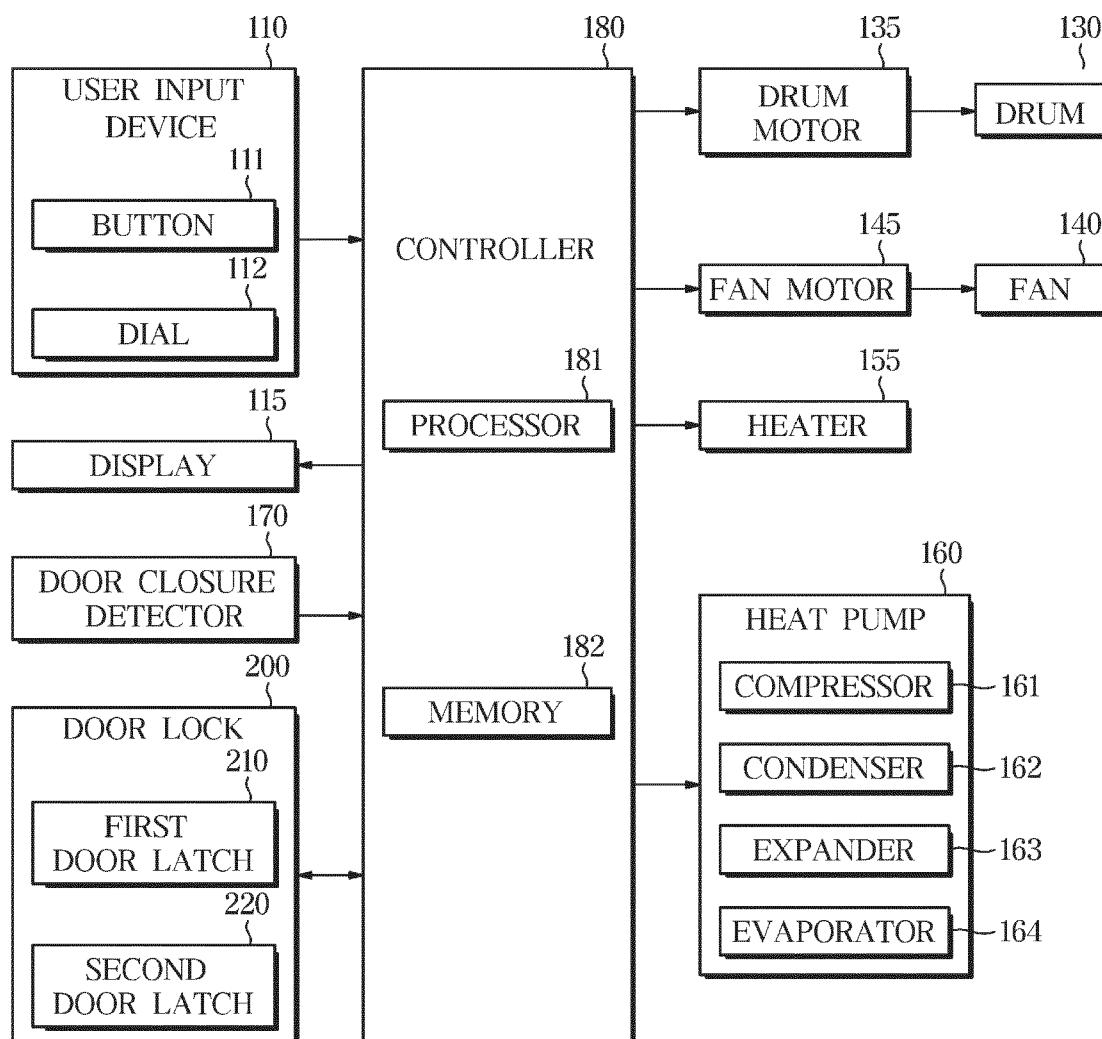 110
USER INPUT
DEVICE
111
BUTTON
112
DIAL
115
DISPLAY
170
DOOR CLOSURE
DETECTOR
200
DOOR LOCK
210
FIRST
DOOR LATCH
220
SECOND
DOOR LATCH
180
CONTROLLER
181
PROCESSOR
182
MEMORY
135
DRUM
MOTOR
130
DRUM
145
FAN MOTOR
140
FAN
155
HEATER
160
HEAT PUMP
COMPRESSOR 161
CONDENSER 162
EXPANDER 163
EVAPORATOR 164